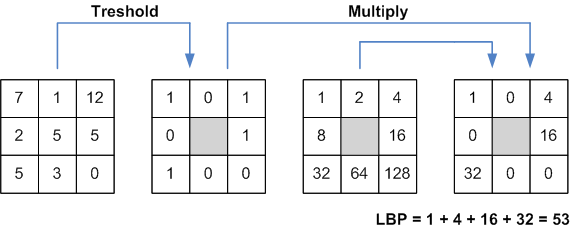 Treshold Multiply
7 1 12 1 0 1 1 2 4 1 0 4
2 5 5 0 1 8 16 0 16
5 3 0 1 0 0 32 64 128 32 0 0
LBP = 1 + 4 + 16 + 32 = 53